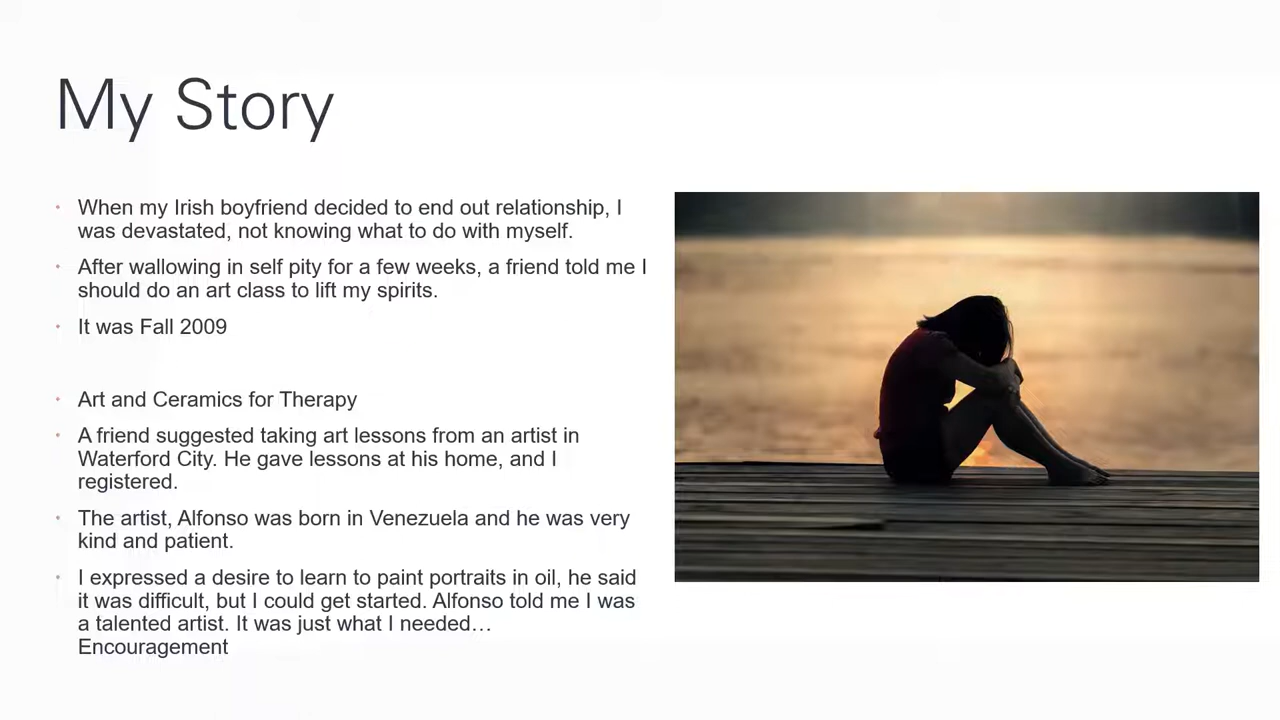 My Story
When my Irish boyfriend decided to end out relationship, I
was devastated, not knowing what to do with myself.
After wallowing in self pity for a few weeks, a friend told me I
should do an art class to lift my spirits.
It was Fall 2009
Art and Ceramics for Therapy
A friend suggested taking art lessons from an artist in
Waterford City. He gave lessons at his home, and I
registered.
The artist, Alfonso was born in Venezuela and he was very
kind and patient.
I expressed a desire to learn to paint portraits in oil, he said
it was difficult, but I could get started. Alfonso told me I was
a talented artist. It was just what I needed…
Encouragement